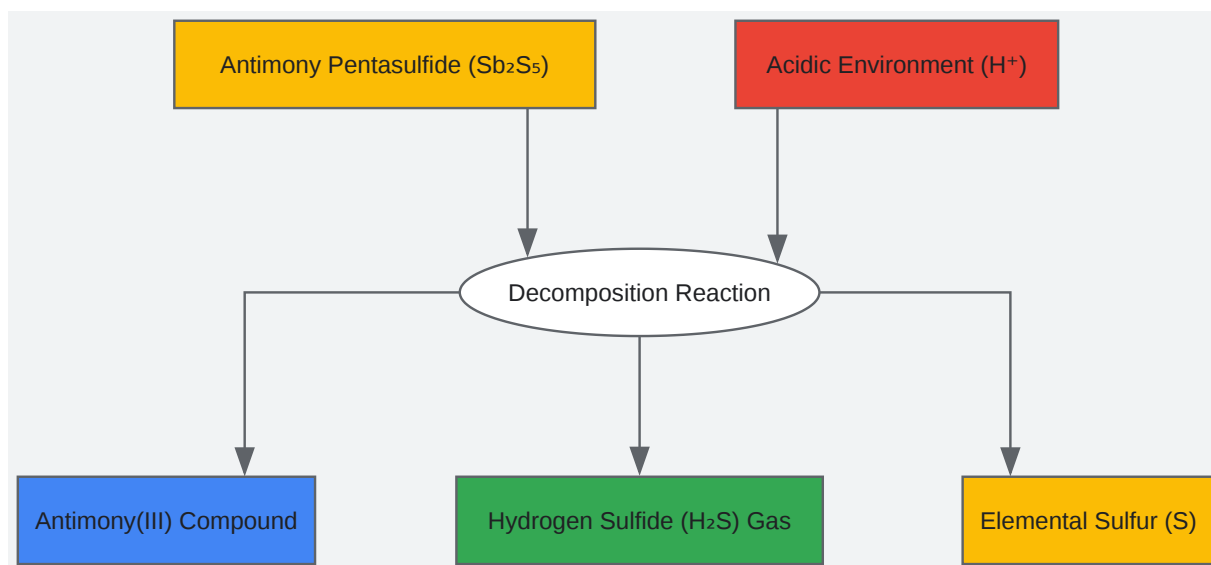 Antimony Pentasulfide (Sb₂S₅)
Acidic Environment (H⁺)
Decomposition Reaction
Antimony(III) Compound
Hydrogen Sulfide (H₂S) Gas
Elemental Sulfur (S)